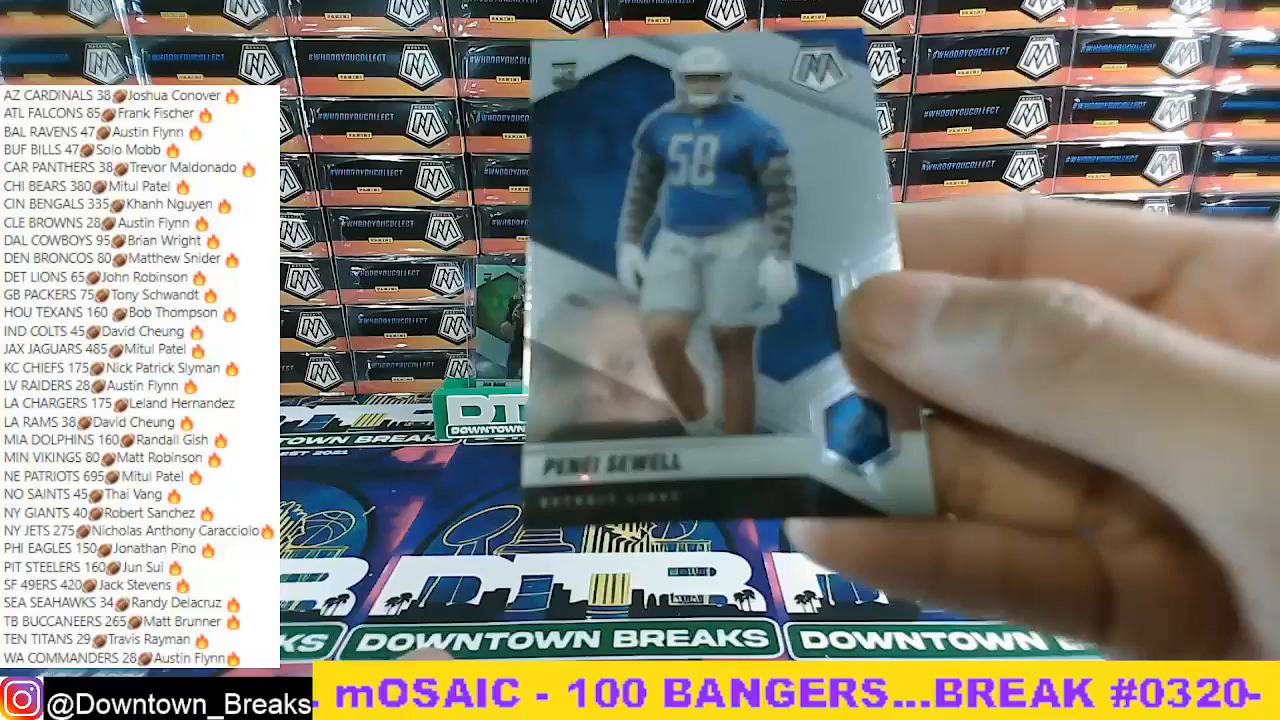 AZ CARDINALS 38🏈Joshua Conover 🔥
ATL FALCONS 85🏈Frank Fischer 🔥
BAL RAVENS 47🏈Austin Flynn 🔥
BUF BILLS 47🏈Solo Mobb 🔥
CAR PANTHERS 38🏈Trevor Maldonado 🔥
CHI BEARS 380🏈Mitul Patel 🔥
CIN BENGALS 335🏈Khanh Nguyen 🔥
CLE BROWNS 28🏈Austin Flynn 🔥
DAL COWBOYS 95🏈Brian Wright 🔥
DEN BRONCOS 80🏈Matthew Snider 🔥
DET LIONS 65🏈John Robinson 🔥
GB PACKERS 75🏈Tony Schwandt 🔥
HOU TEXANS 160 🏈Bob Thompson 🔥
IND COLTS 45🏈David Cheung 🔥
JAX JAGUARS 485🏈Mitul Patel 🔥
KC CHIEFS 175🏈Nick Patrick Slyman 🔥
LV RAIDERS 28🏈Austin Flynn 🔥
LA CHARGERS 175🏈Leland Hernandez
LA RAMS 38🏈David Cheung 🔥
MIA DOLPHINS 160🏈Randall Gish 🔥
MIN VIKINGS 80🏈Matt Robinson 🔥
NE PATRIOTS 695🏈Mitul Patel 🔥
NO SAINTS 45🏈Thai Vang 🔥
NY GIANTS 40🏈Robert Sanchez 🔥
NY JETS 275🏈Nicholas Anthony Caracciolo🔥
PHI EAGLES 150🏈Jonathan Pino 🔥
PIT STEELERS 160🏈Jun Sui 🔥
SF 49ERS 420🏈Jack Stevens 🔥
SEA SEAHAWKS 34🏈Randy Delacruz 🔥
TB BUCCANEERS 265🏈Matt Brunner 🔥
TEN TITANS 29🏈Travis Rayman 🔥
WA COMMANDERS 28🏈Austin Flynn🔥
#WHODOYOUCOLLECT
PANINI
58
PENEI SEWELL
DETROIT LIONS
DTB
DOWNTOWN BREAKS
EST 2021
DTB
DOWNTOWN BREAKS
@Downtown_Breaks
mOSAIC - 100 BANGERS...BREAK #0320-